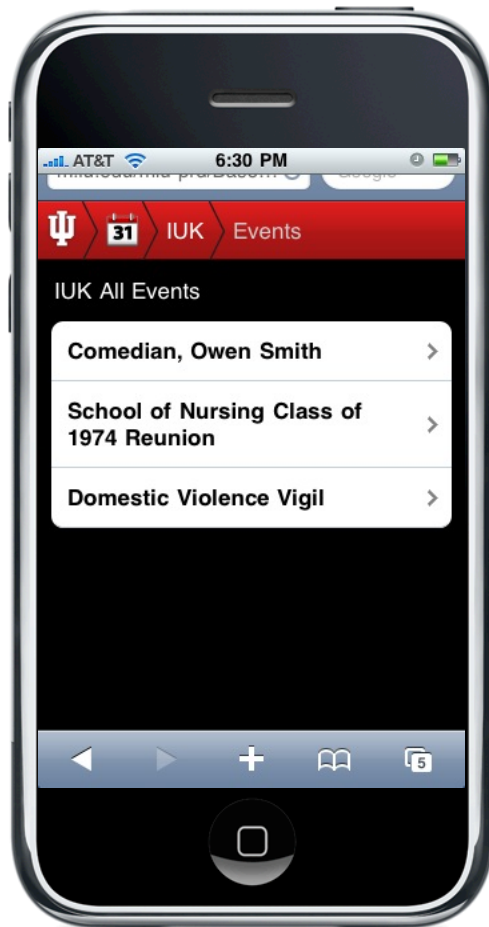 AT&T 6:30 PM
31 IUK Events
IUK All Events
Comedian, Owen Smith
School of Nursing Class of
1974 Reunion
Domestic Violence Vigil
5